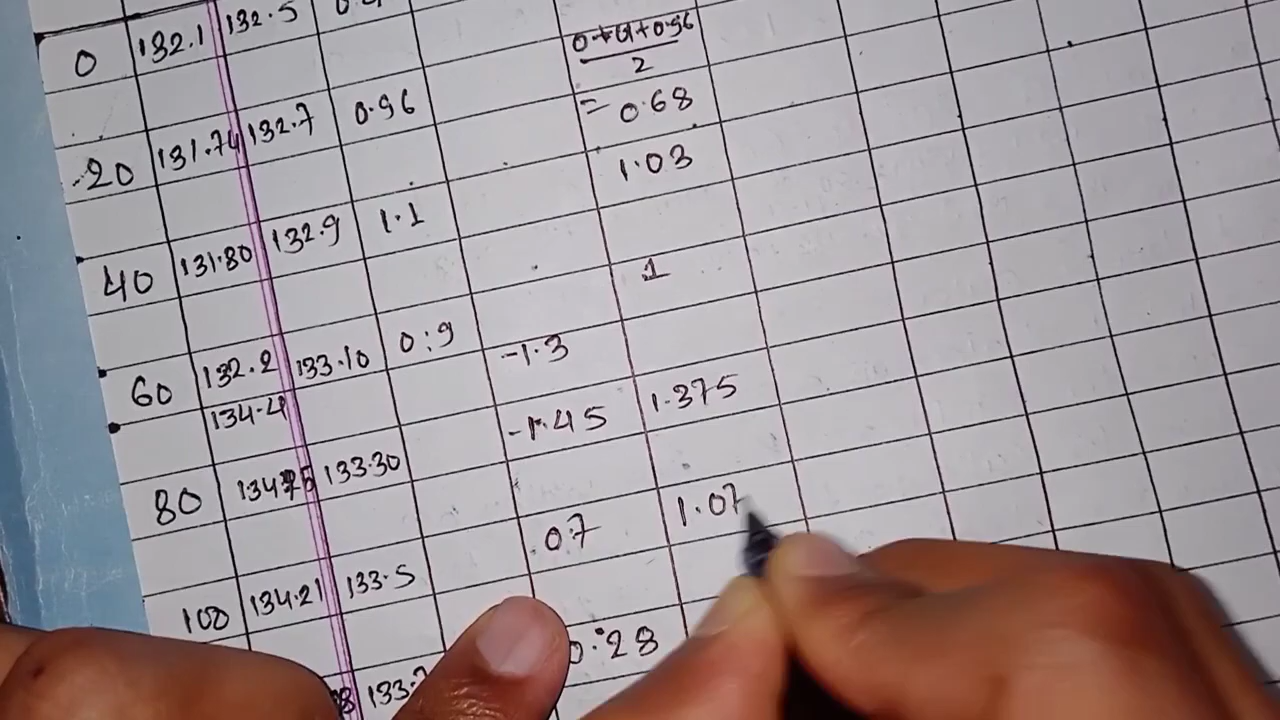 0 132.1 132.5
0.4+0.96
2
= 0.68
20 131.74 132.7 0.96
1.03
40 131.80 132.9 1.1
1
60 132.2 133.10 0.9 -1.3
134.4
1.375
80 133.30 -1.45
1.07
100 134.21 133.5 0.7
0.28